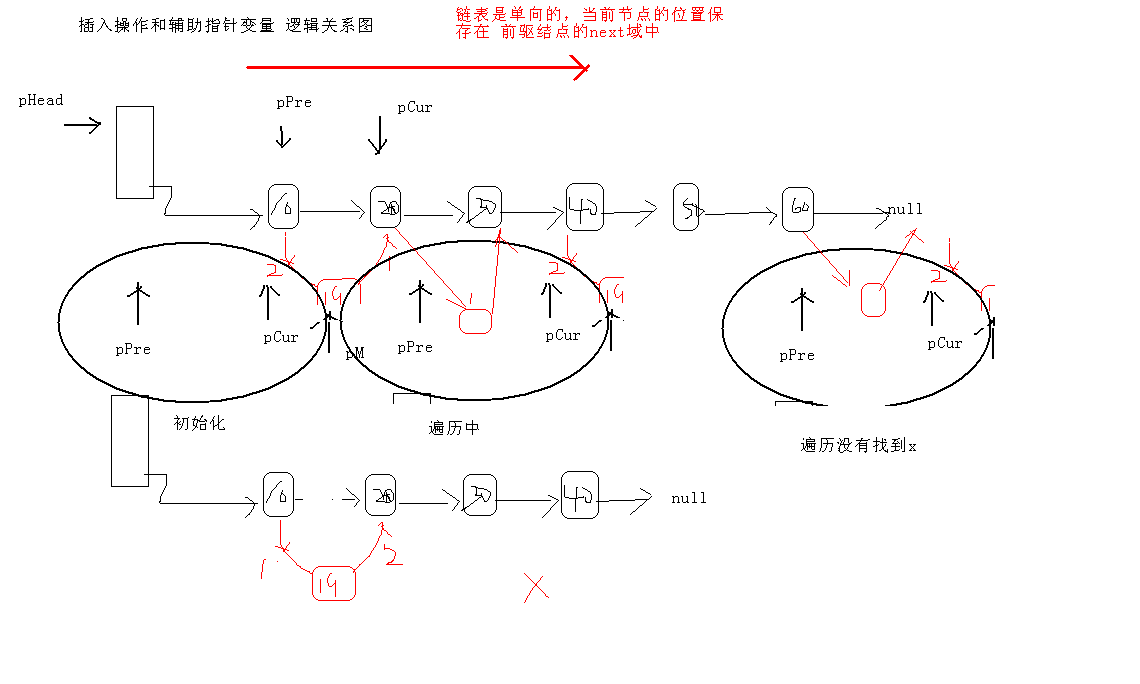 插入操作和辅助指针变量 逻辑关系图
链表是单向的，当前节点的位置保
存在 前驱结点的next域中
pHead
pPre
pCur
10
20
30
40
50
60
null
2
19
1
2
19
2
pPre
pCur
pM
pPre
pCur
pPre
pCur
初始化
遍历中
遍历没有找到x
10
20
30
40
null
1
2
19
X